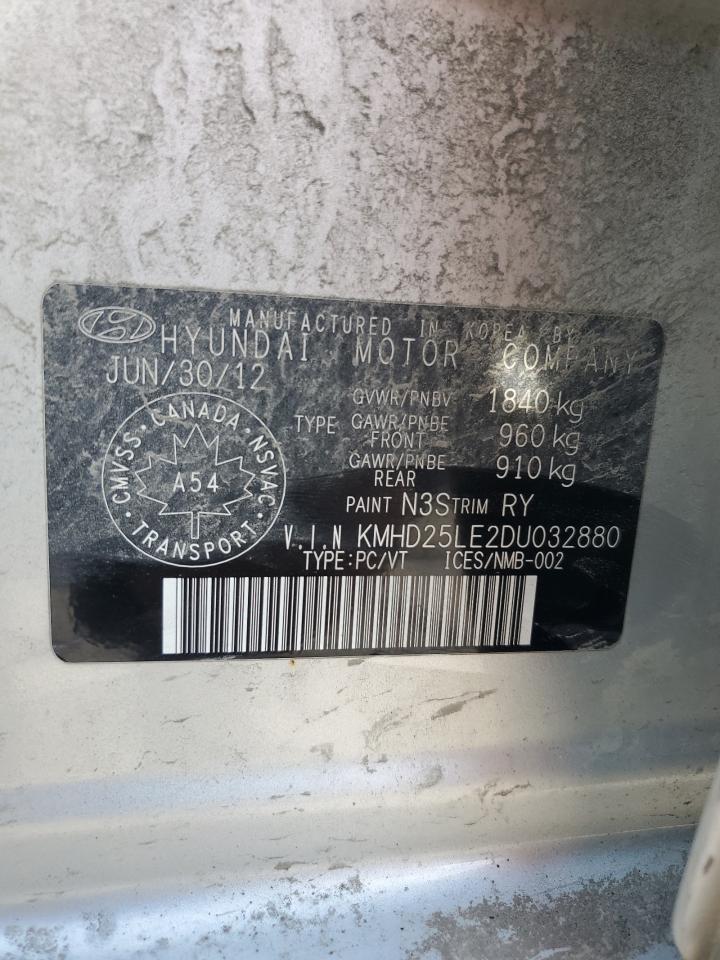 MANUFACTURED IN KOREA BY
HYUNDAI MOTOR COMPANY
JUN/30/12
GVWR/PNBV 1840 kg
TYPE GAWR/PNBE FRONT 960 kg
GAWR/PNBE REAR 910 kg
PAINT N3S TRIM RY
V.I.N KMHD25LE2DU032880
TYPE:PC/VT ICES/NMB-002
CMVSS · CANADA · NSVAC · TRANSPORT ·
A54